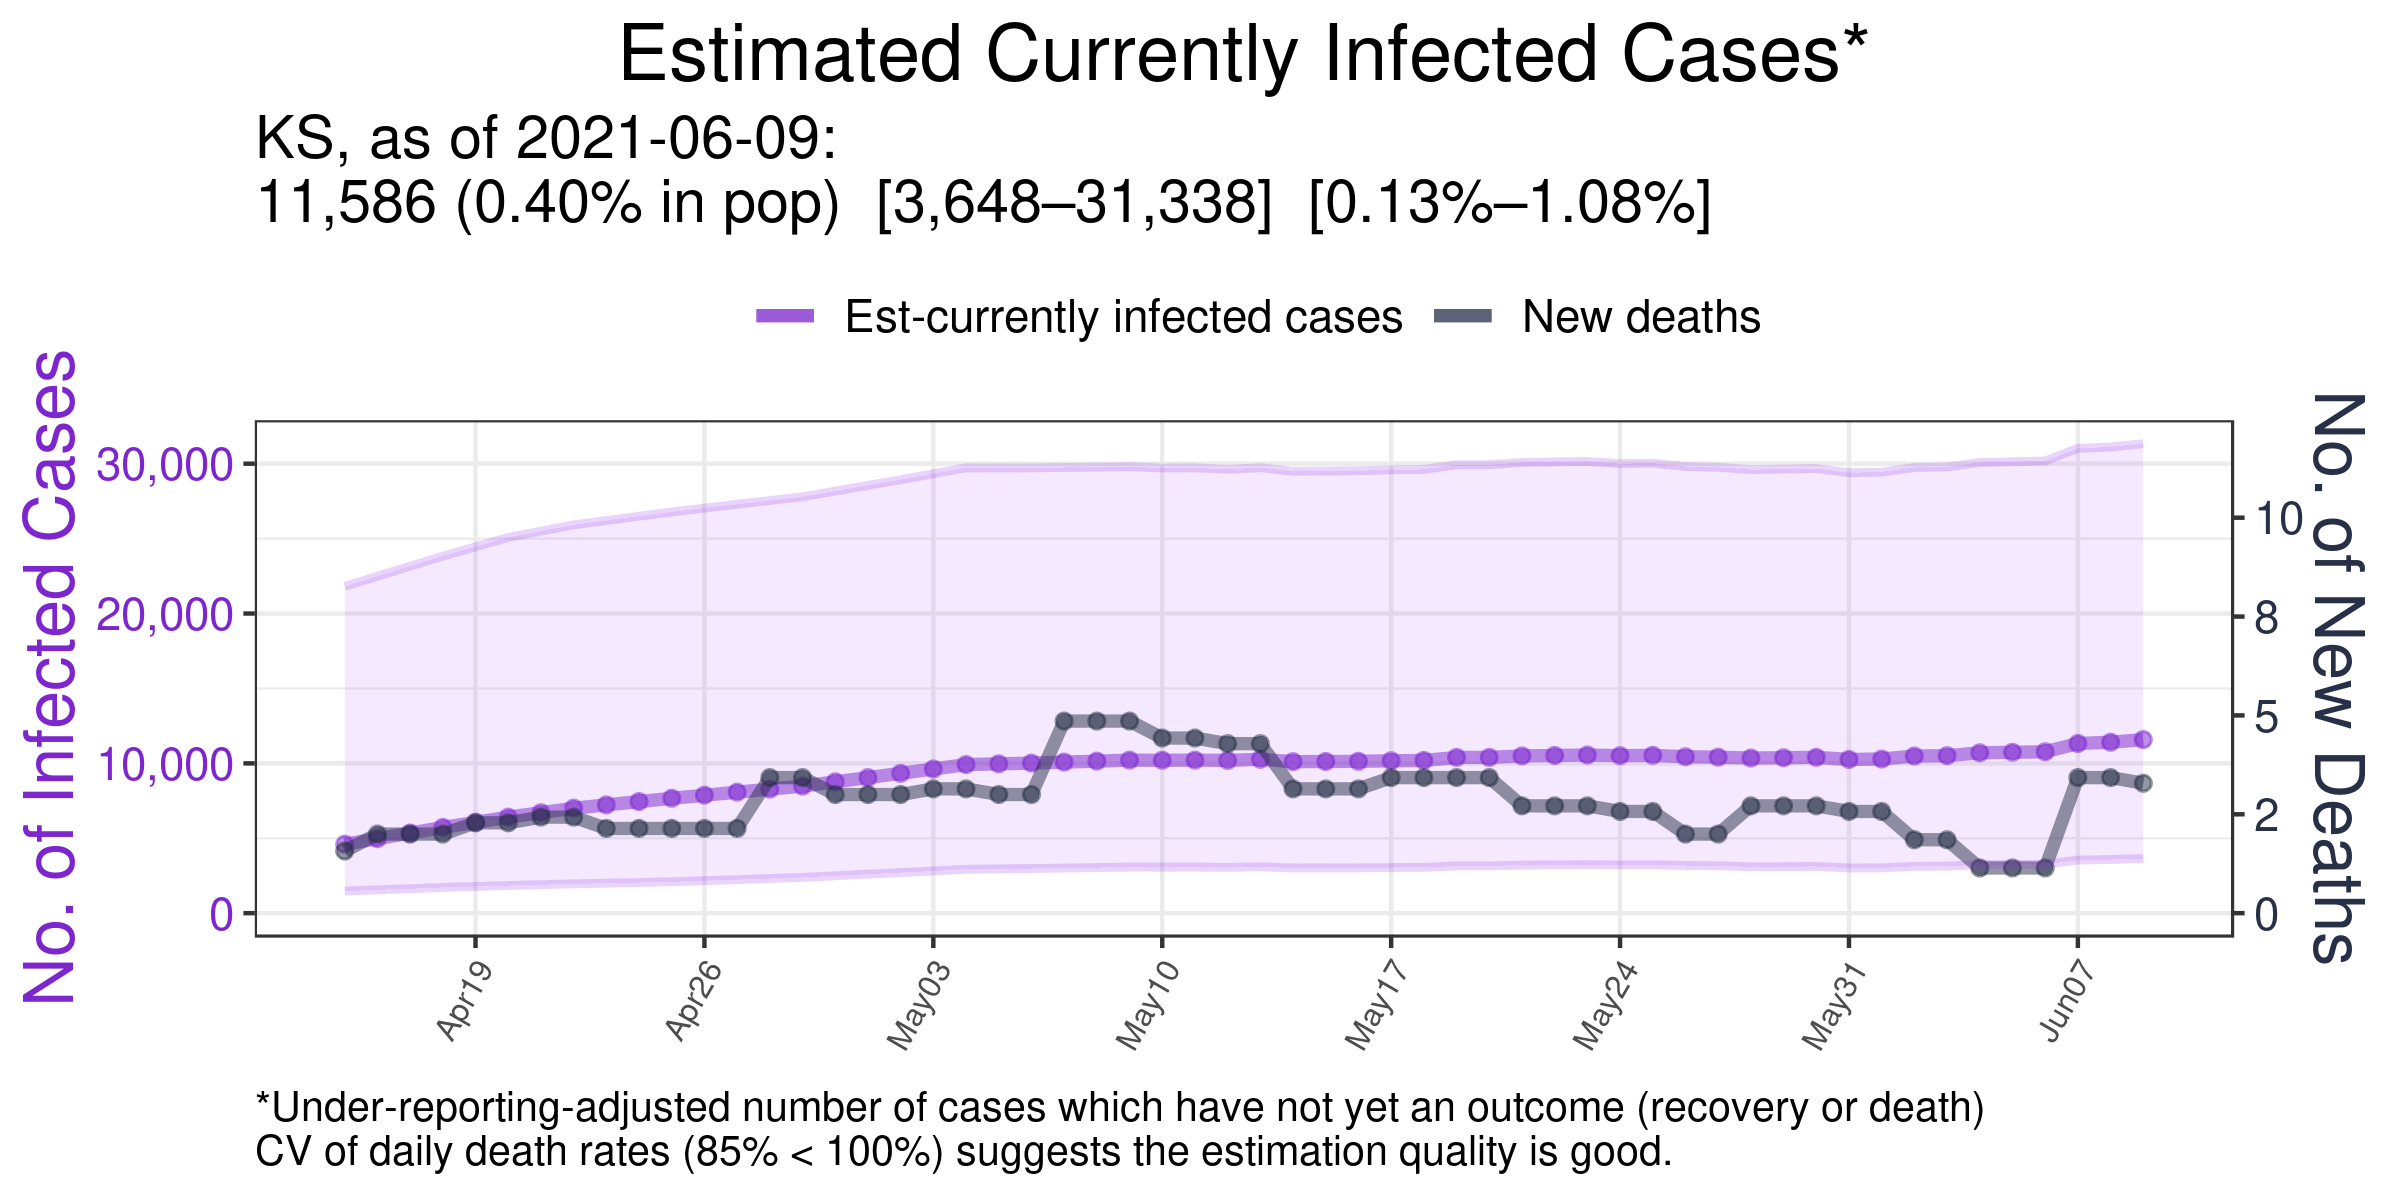 Estimated Currently Infected Cases*
KS, as of 2021-06-09:
11,586 (0.40% in pop)  [3,648–31,338]  [0.13%–1.08%]
Est-currently infected cases
New deaths
No. of Infected Cases
30,000
20,000
10,000
0
No. of New Deaths
10
8
5
2
0
Apr19
Apr26
May03
May10
May17
May24
May31
Jun07
*Under-reporting-adjusted number of cases which have not yet an outcome (recovery or death)
CV of daily death rates (85% < 100%) suggests the estimation quality is good.